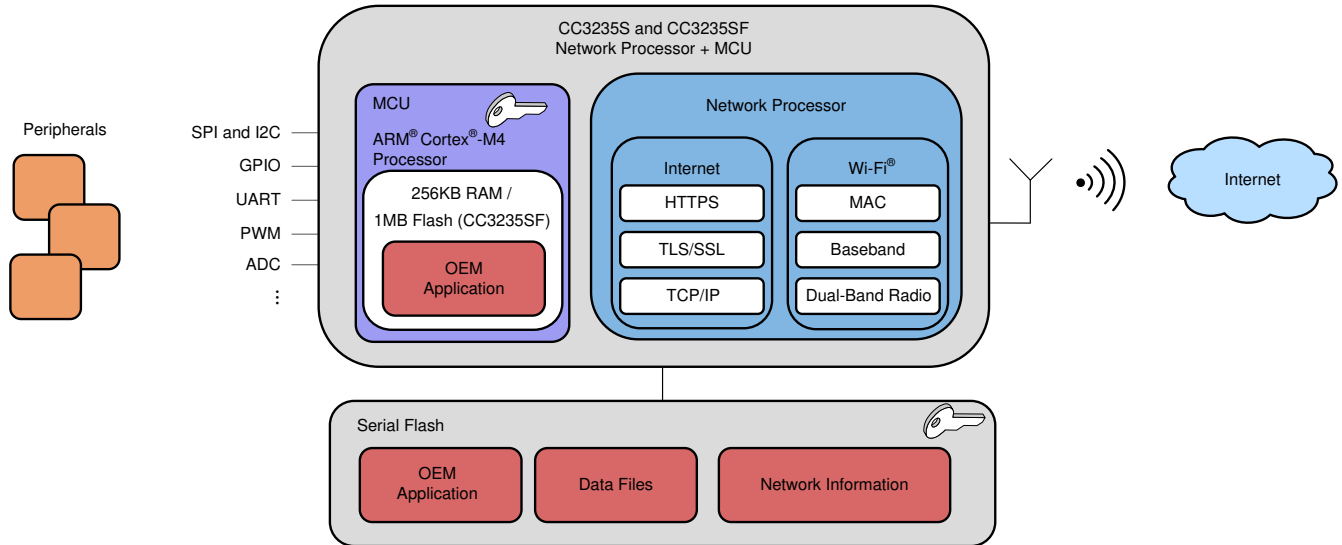 CC3235S and CC3235SF
Network Processor + MCU
Peripherals
SPI and I2C
GPIO
UART
PWM
ADC
⋮
MCU
ARM® Cortex®-M4
Processor
256KB RAM /
1MB Flash (CC3235SF)
OEM
Application
Network Processor
Internet
HTTPS
TLS/SSL
TCP/IP
Wi-Fi®
MAC
Baseband
Dual-Band Radio
Internet
Serial Flash
OEM
Application
Data Files
Network Information